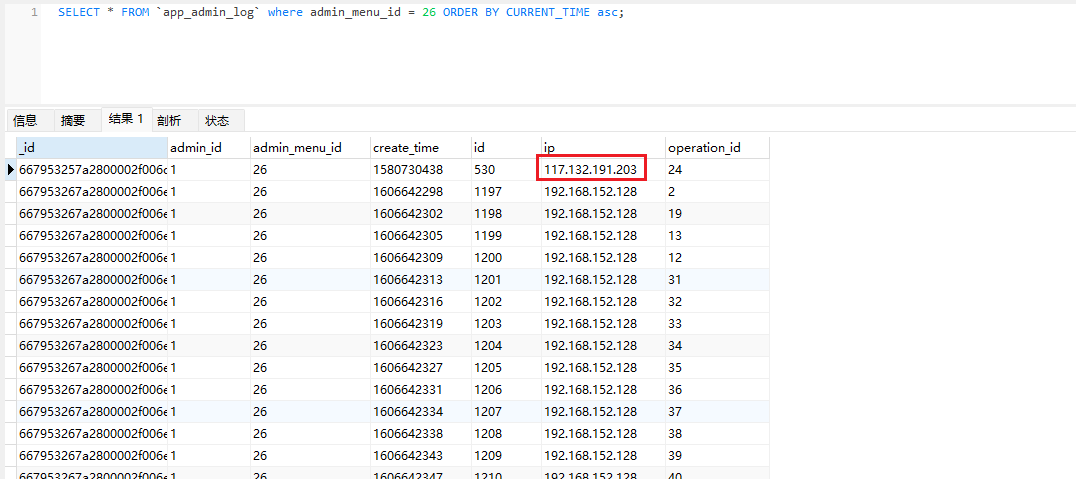 1 SELECT * FROM `app_admin_log` where admin_menu_id = 26 ORDER BY CURRENT_TIME asc;
信息 摘要 结果 1 剖析 状态
_id admin_id admin_menu_id create_time id ip operation_id
667953257a2800002f006c 1 26 1580730438 530 117.132.191.203 24
667953267a2800002f006e 1 26 1606642298 1197 192.168.152.128 2
667953267a2800002f006e 1 26 1606642302 1198 192.168.152.128 19
667953267a2800002f006e 1 26 1606642305 1199 192.168.152.128 13
667953267a2800002f006e 1 26 1606642309 1200 192.168.152.128 12
667953267a2800002f006e 1 26 1606642313 1201 192.168.152.128 31
667953267a2800002f006e 1 26 1606642316 1202 192.168.152.128 32
667953267a2800002f006e 1 26 1606642319 1203 192.168.152.128 33
667953267a2800002f006e 1 26 1606642323 1204 192.168.152.128 34
667953267a2800002f006e 1 26 1606642327 1205 192.168.152.128 35
667953267a2800002f006e 1 26 1606642331 1206 192.168.152.128 36
667953267a2800002f006e 1 26 1606642334 1207 192.168.152.128 37
667953267a2800002f006e 1 26 1606642338 1208 192.168.152.128 38
667953267a2800002f006e 1 26 1606642343 1209 192.168.152.128 39
667953267a2800002f006e 1 26 1606642347 1210 192.168.152.128 40